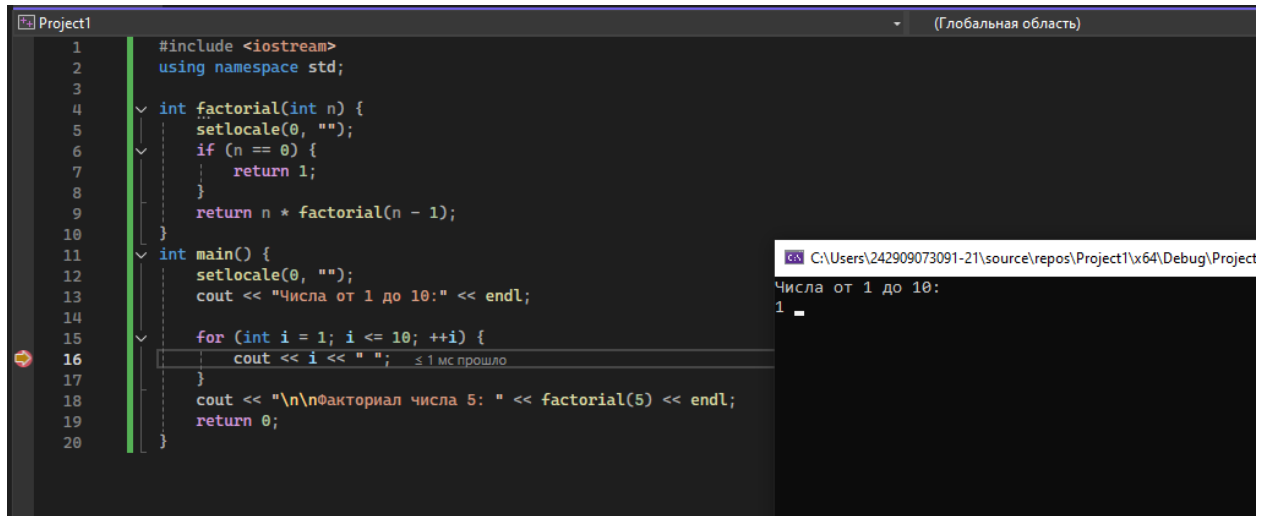 Project1
(Глобальная область)
1 #include <iostream>
2 using namespace std;
3
4 int factorial(int n) {
5 setlocale(0, "");
6 if (n == 0) {
7 return 1;
8 }
9 return n * factorial(n - 1);
10 }
11 int main() {
12 setlocale(0, "");
13 cout << "Числа от 1 до 10:" << endl;
14
15 for (int i = 1; i <= 10; ++i) {
16 cout << i << " "; ≤ 1 мс прошло
17 }
18 cout << "\n\nФакториал числа 5: " << factorial(5) << endl;
19 return 0;
20 }
C:\Users\242909073091-21\source\repos\Project1\x64\Debug\Project
Числа от 1 до 10:
1